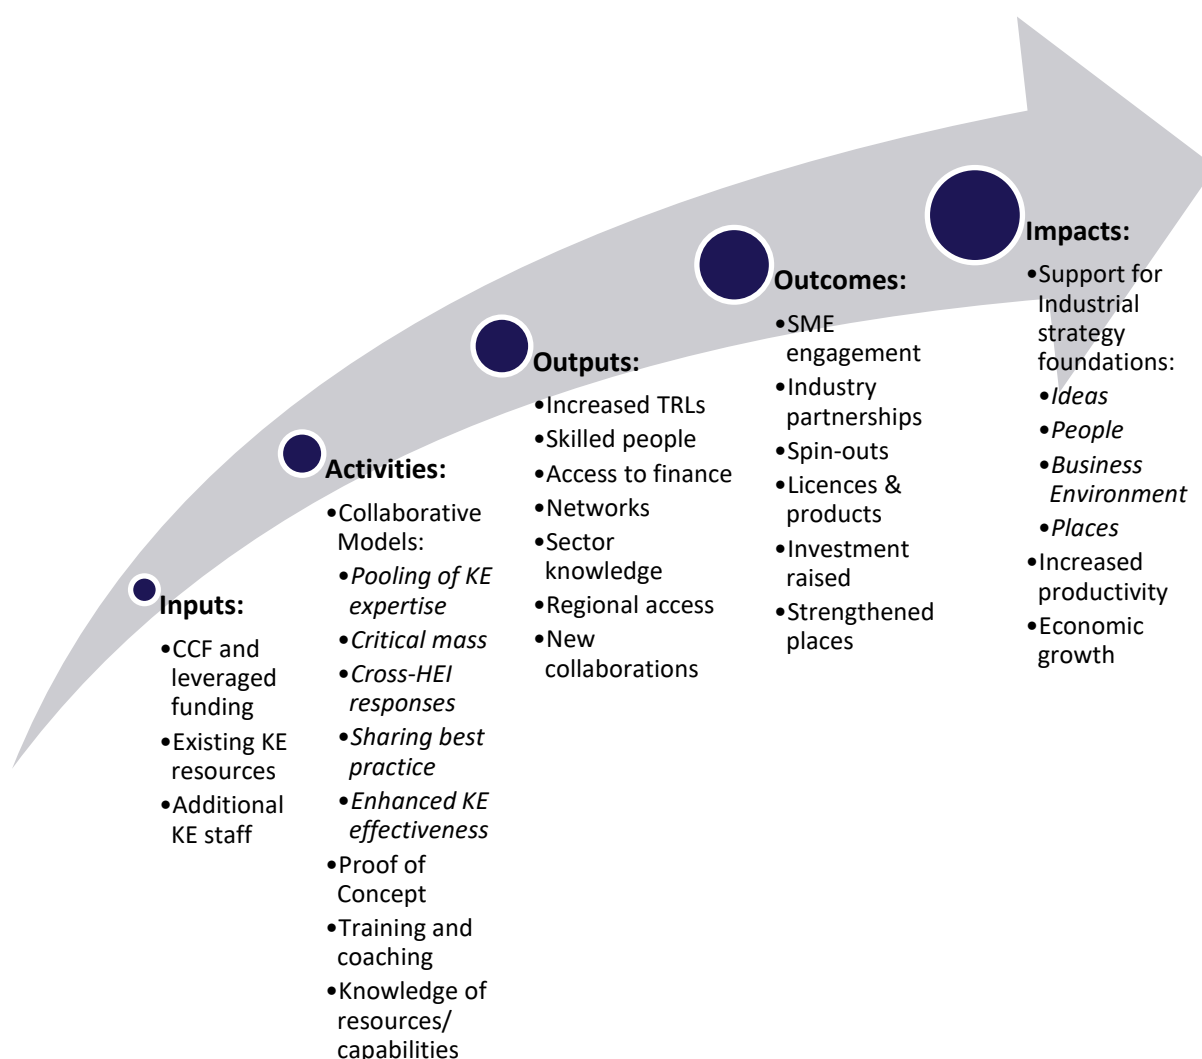 Inputs:
•CCF and
leveraged
funding
•Existing KE
resources
•Additional
KE staff
Activities:
•Collaborative
Models:
•Pooling of KE
expertise
•Critical mass
•Cross-HEI
responses
•Sharing best
practice
•Enhanced KE
effectiveness
•Proof of
Concept
•Training and
coaching
•Knowledge of
resources/
capabilities
Outputs:
•Increased TRLs
•Skilled people
•Access to finance
•Networks
•Sector
knowledge
•Regional access
•New
collaborations
Outcomes:
•SME
engagement
•Industry
partnerships
•Spin-outs
•Licences &
products
•Investment
raised
•Strengthened
places
Impacts:
•Support for
Industrial
strategy
foundations:
•Ideas
•People
•Business
Environment
•Places
•Increased
productivity
•Economic
growth